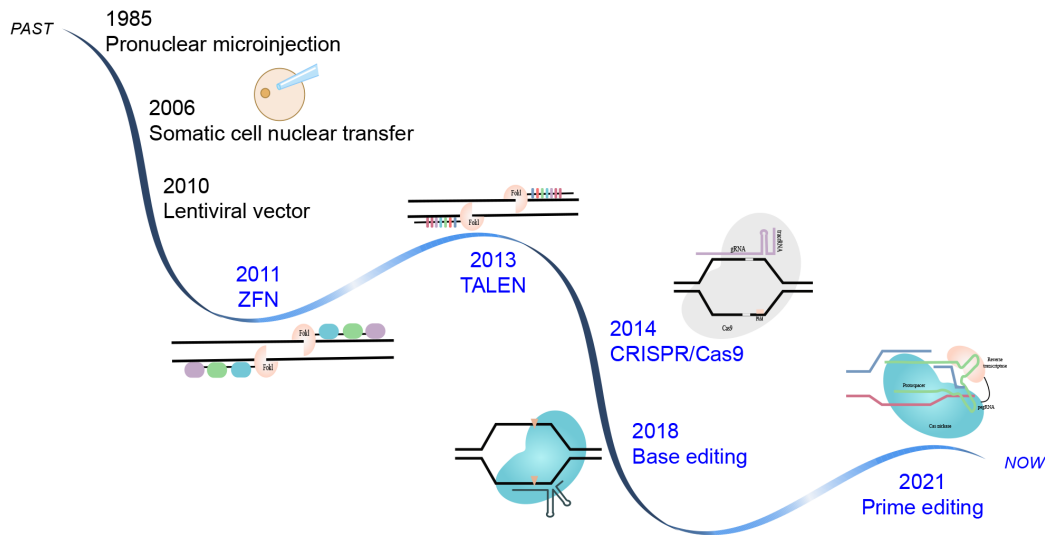 PAST
1985
Pronuclear microinjection
2006
Somatic cell nuclear transfer
2010
Lentiviral vector
2011
ZFN
FokI
FokI
2013
TALEN
FokI
FokI
2014
CRISPR/Cas9
gRNA
tracrRNA
PAM
Cas9
2018
Base editing
2021
Prime editing
Reverse
transcriptase
Protospacer
pegRNA
Cas nickase
NOW